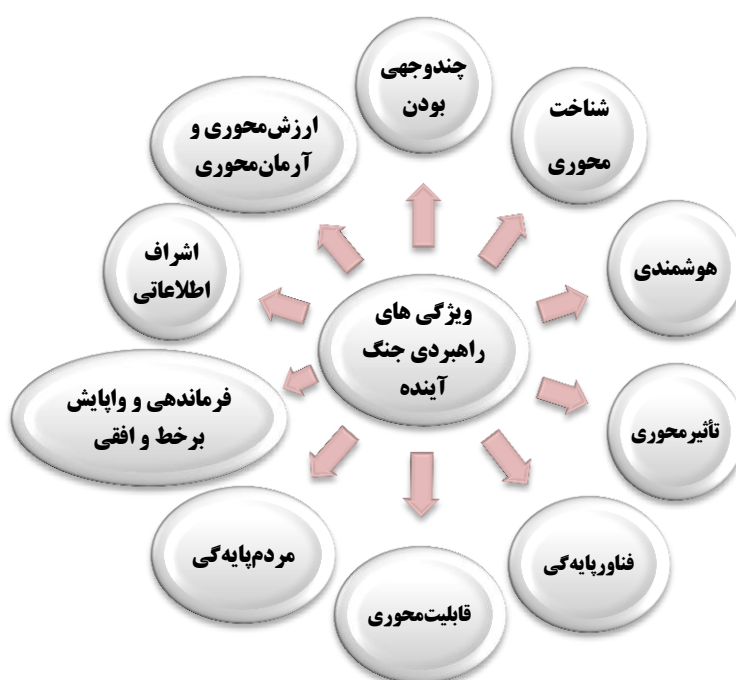 چندوجهی
بودن
شناخت
محوری
هوشمندی
تأثیرمحوری
فناورپایه‌گی
قابلیت‌محوری
مردم‌پایه‌گی
فرماندهی و واپایش
برخط و افقی
اشراف
اطلاعاتی
ارزش‌محوری و
آرمان‌محوری
ویژگی های
راهبردی جنگ
آینده